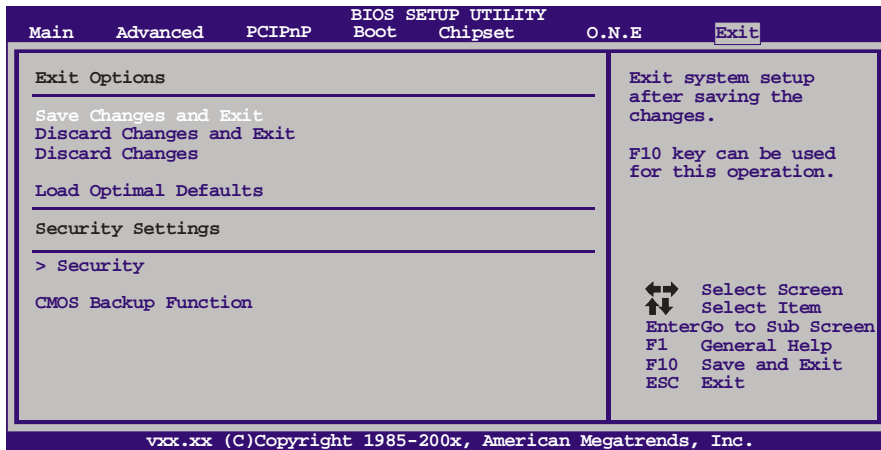 BIOS SETUP UTILITY
Main Advanced PCIPnP Boot Chipset O.N.E Exit
Exit Options
Save Changes and Exit
Discard Changes and Exit
Discard Changes
Load Optimal Defaults
Security Settings
> Security
CMOS Backup Function
Exit system setup
after saving the
changes.
F10 key can be used
for this operation.
Select Screen
Select Item
EnterGo to Sub Screen
F1 General Help
F10 Save and Exit
ESC Exit
vxx.xx (C)Copyright 1985-200x, American Megatrends, Inc.